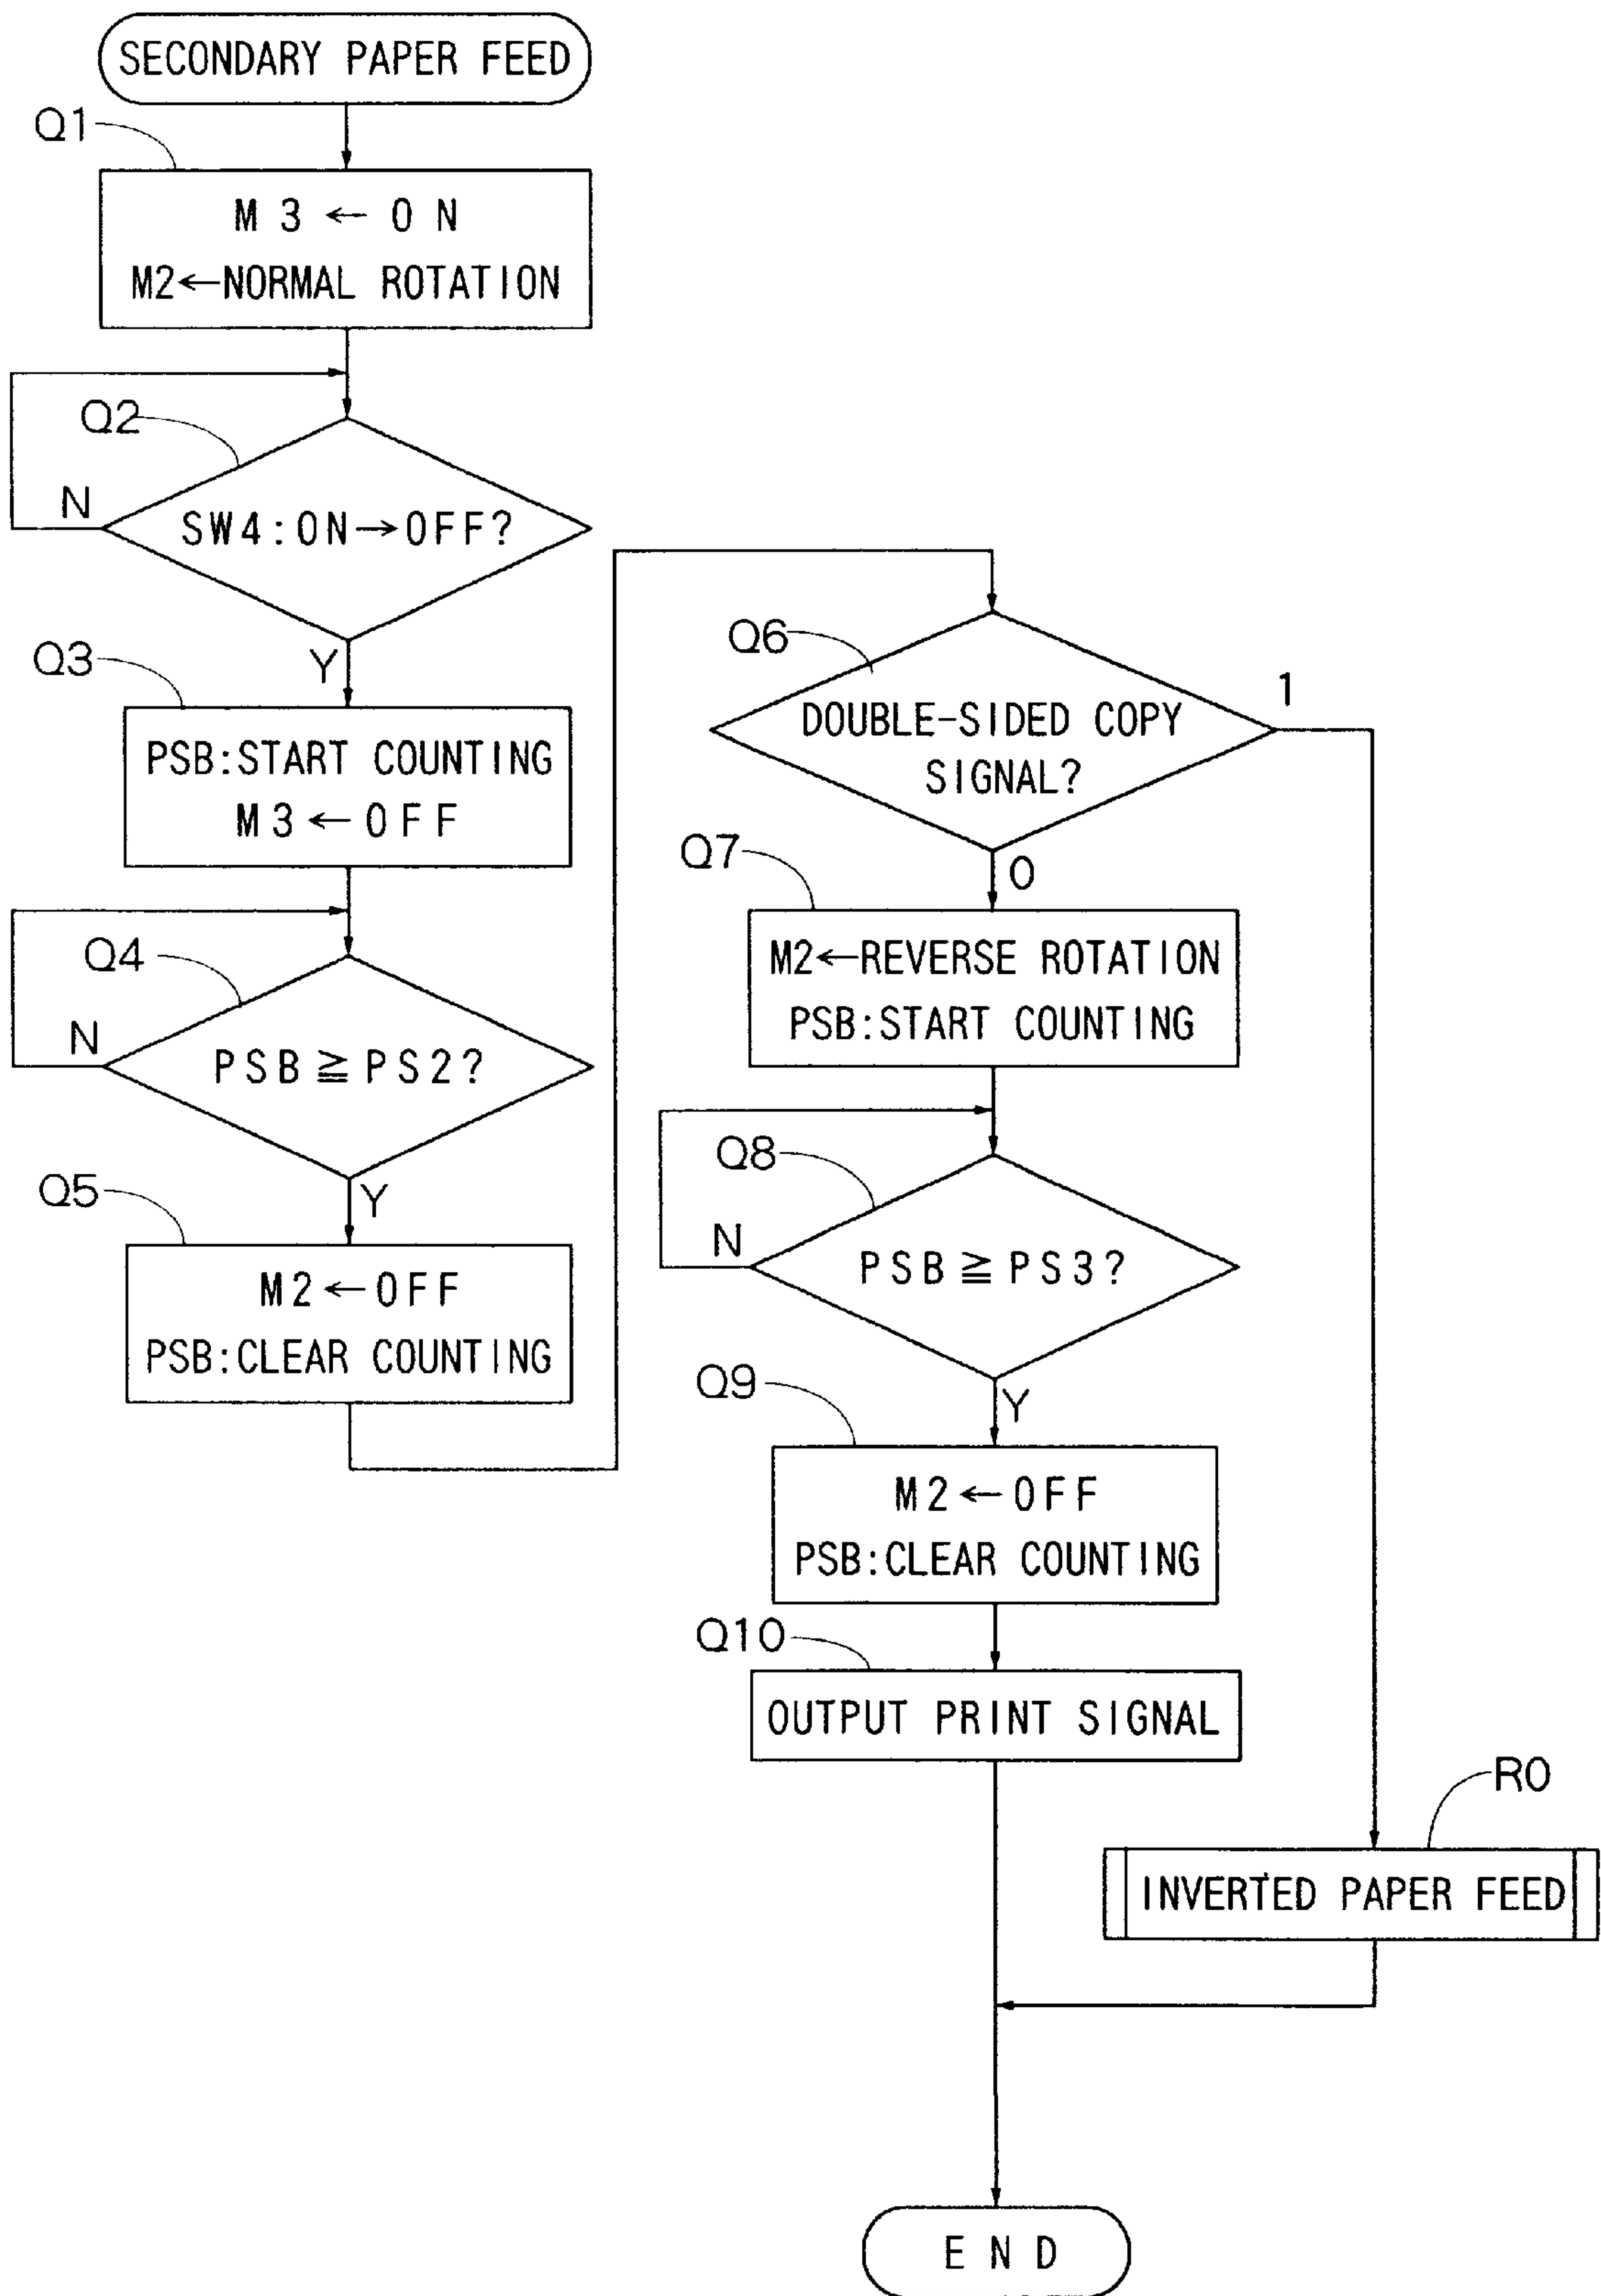 SECONDARY PAPER FEED
Q1
M3←ON
M2←NORMAL ROTATION
Q2
N
SW4:ON→OFF?
Y
Q3
PSB:START COUNTING
M3←OFF
Q4
N
PSB≧PS2?
Y
Q5
M2←OFF
PSB:CLEAR COUNTING
Q6
1
DOUBLE-SIDED COPY
SIGNAL?
0
Q7
M2←REVERSE ROTATION
PSB:START COUNTING
Q8
N
PSB≧PS3?
Y
Q9
M2←OFF
PSB:CLEAR COUNTING
Q10
OUTPUT PRINT SIGNAL
R0
INVERTED PAPER FEED
END